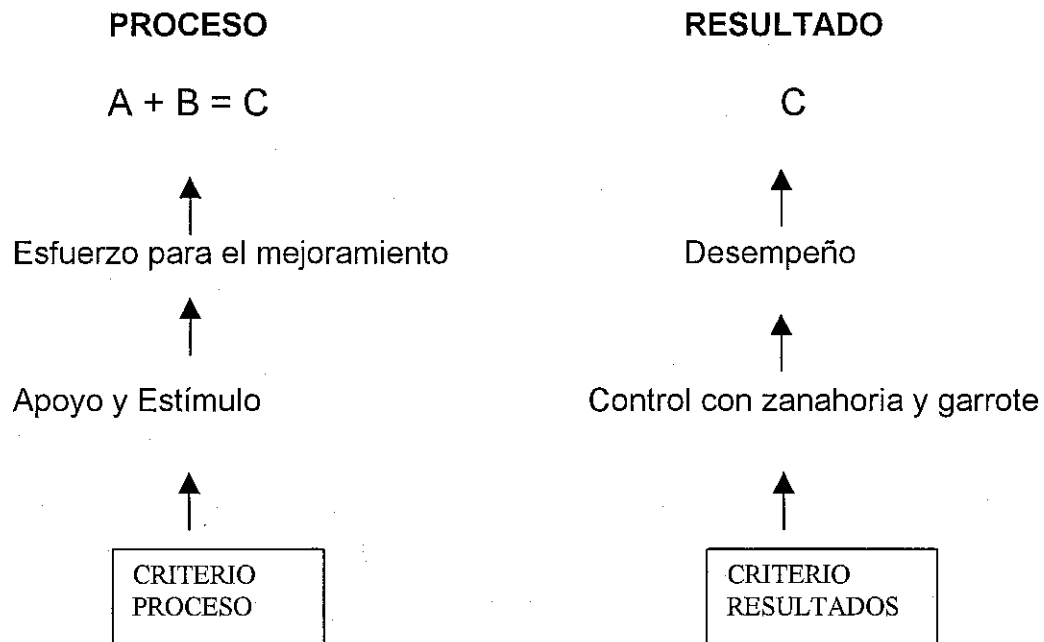 PROCESO
A + B = C
Esfuerzo para el mejoramiento
Apoyo y Estímulo
CRITERIO
PROCESO
RESULTADO
C
Desempeño
Control con zanahoria y garrote
CRITERIO
RESULTADOS